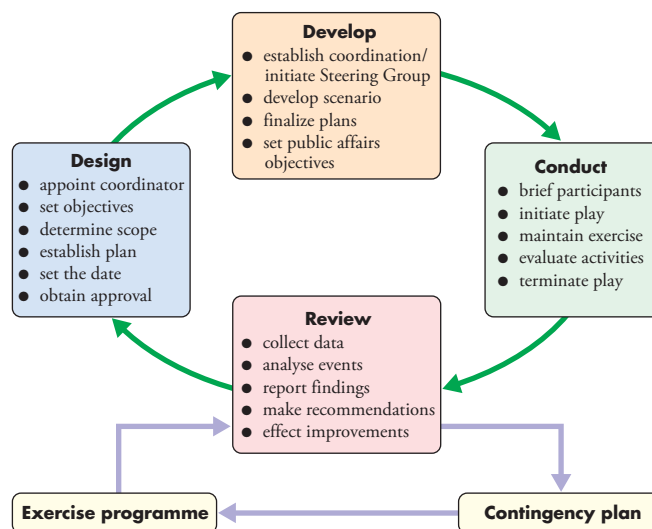 Develop
● establish coordination/
initiate Steering Group
● develop scenario
● finalize plans
● set public affairs
objectives
Design
● appoint coordinator
● set objectives
● determine scope
● establish plan
● set the date
● obtain approval
Conduct
● brief participants
● initiate play
● maintain exercise
● evaluate activities
● terminate play
Review
● collect data
● analyse events
● report findings
● make recommendations
● effect improvements
Exercise programme
Contingency plan